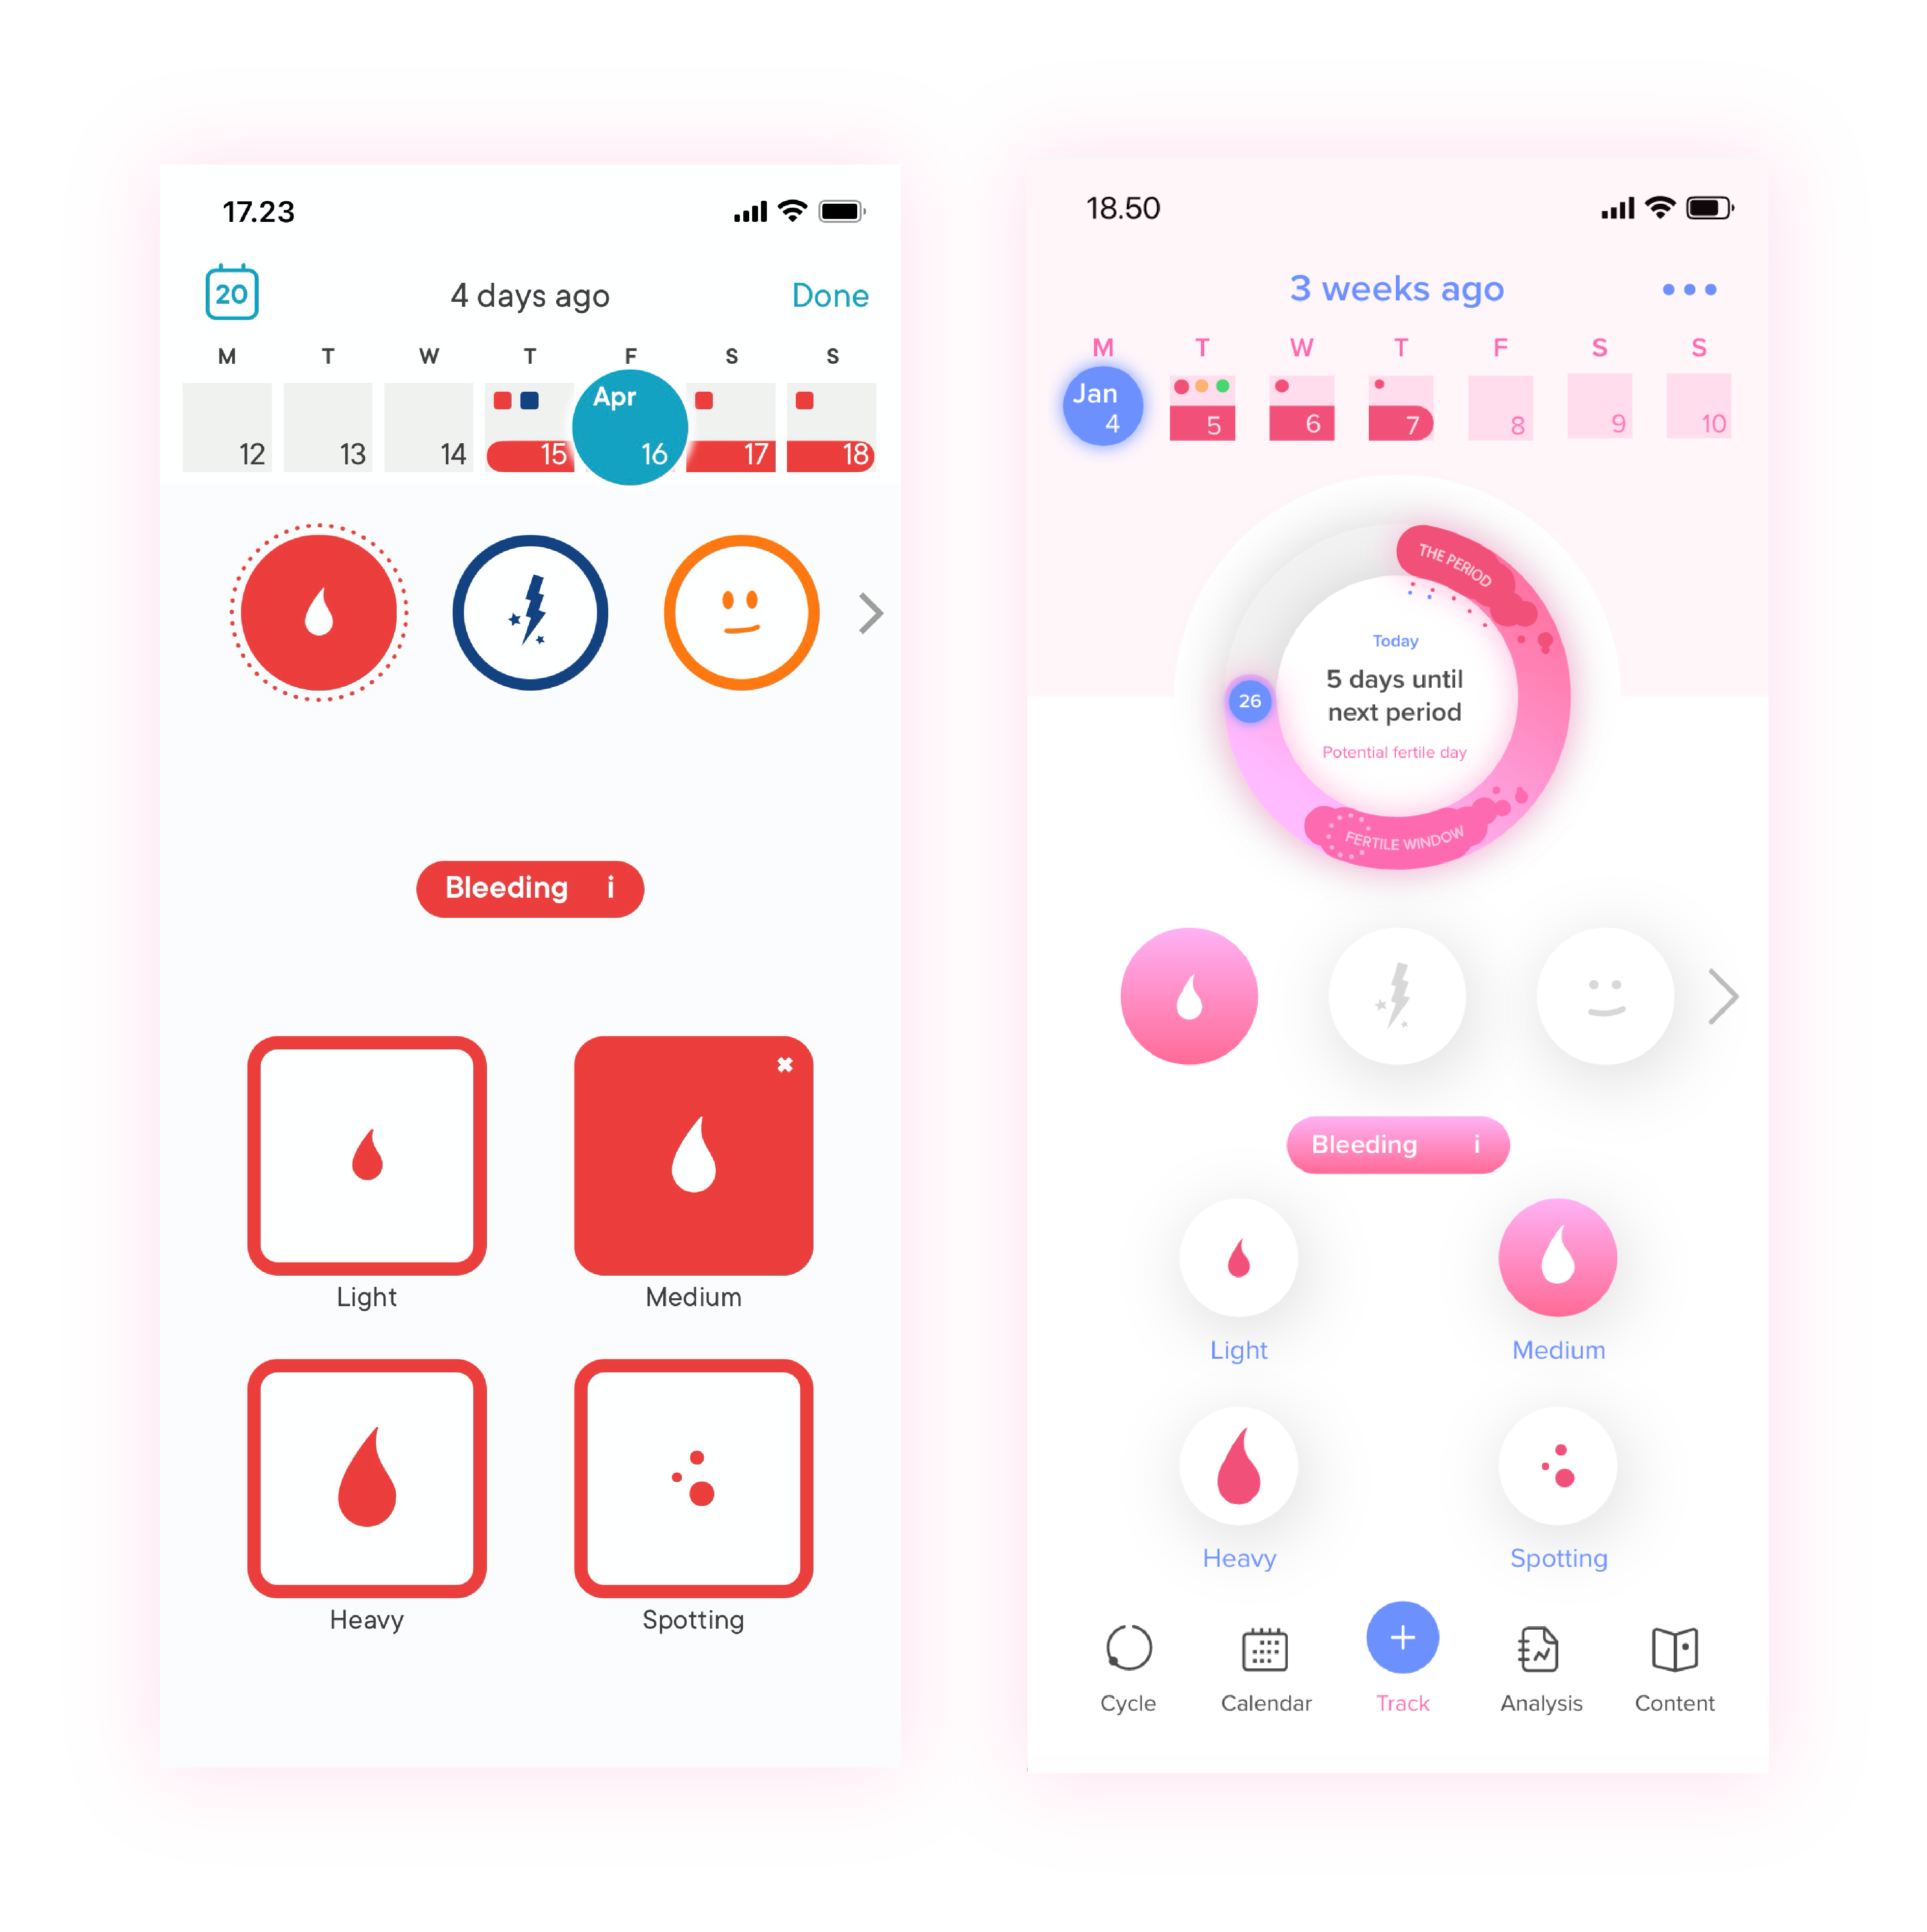 17.23
20
4 days ago
Done
M T W T F S S
Apr
12 13 14 15 16 17 18
Bleeding i
Light
Medium
Heavy
Spotting
18.50
3 weeks ago
M T W T F S S
Jan
4 5 6 7 8 9 10
THE PERIOD
Today
5 days until
next period
Potential fertile day
26
FERTILE WINDOW
Bleeding i
Light
Medium
Heavy
Spotting
Cycle
Calendar
Track
Analysis
Content